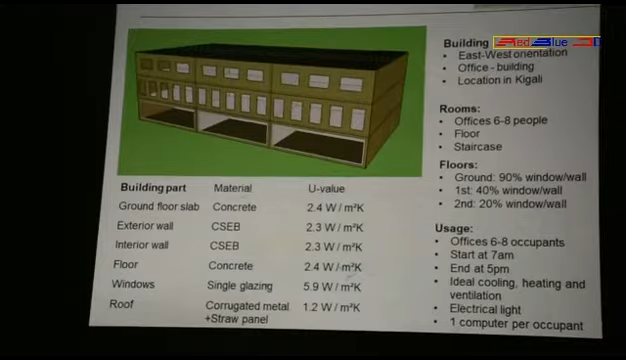 Red Blue 3D
Building
• East-West orientation
• Office - building
• Location in Kigali
Rooms:
• Offices 6-8 people
• Floor
• Staircase
Floors:
• Ground: 90% window/wall
• 1st: 40% window/wall
• 2nd: 20% window/wall
Usage:
• Offices 6-8 occupants
• Start at 7am
• End at 5pm
• Ideal cooling, heating and
ventilation
• Electrical light
• 1 computer per occupant
Building part Material U-value
Ground floor slab Concrete 2.4 W / m²K
Exterior wall CSEB 2.3 W / m²K
Interior wall CSEB 2.3 W / m²K
Floor Concrete 2.4 W / m²K
Windows Single glazing 5.9 W / m²K
Roof Corrugated metal 1.2 W / m²K
+Straw panel